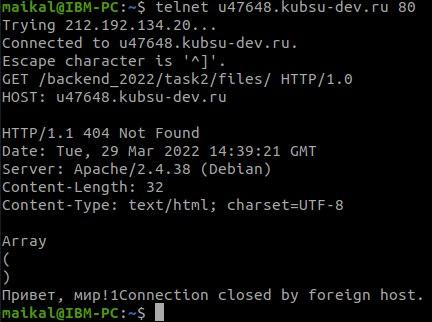 maikal@IBM-PC:~$ telnet u47648.kubsu-dev.ru 80
Trying 212.192.134.20...
Connected to u47648.kubsu-dev.ru.
Escape character is '^]'.
GET /backend_2022/task2/files/ HTTP/1.0
HOST: u47648.kubsu-dev.ru

HTTP/1.1 404 Not Found
Date: Tue, 29 Mar 2022 14:39:21 GMT
Server: Apache/2.4.38 (Debian)
Content-Length: 32
Content-Type: text/html; charset=UTF-8

Array
(
)
Привет, мир!1Connection closed by foreign host.
maikal@IBM-PC:~$